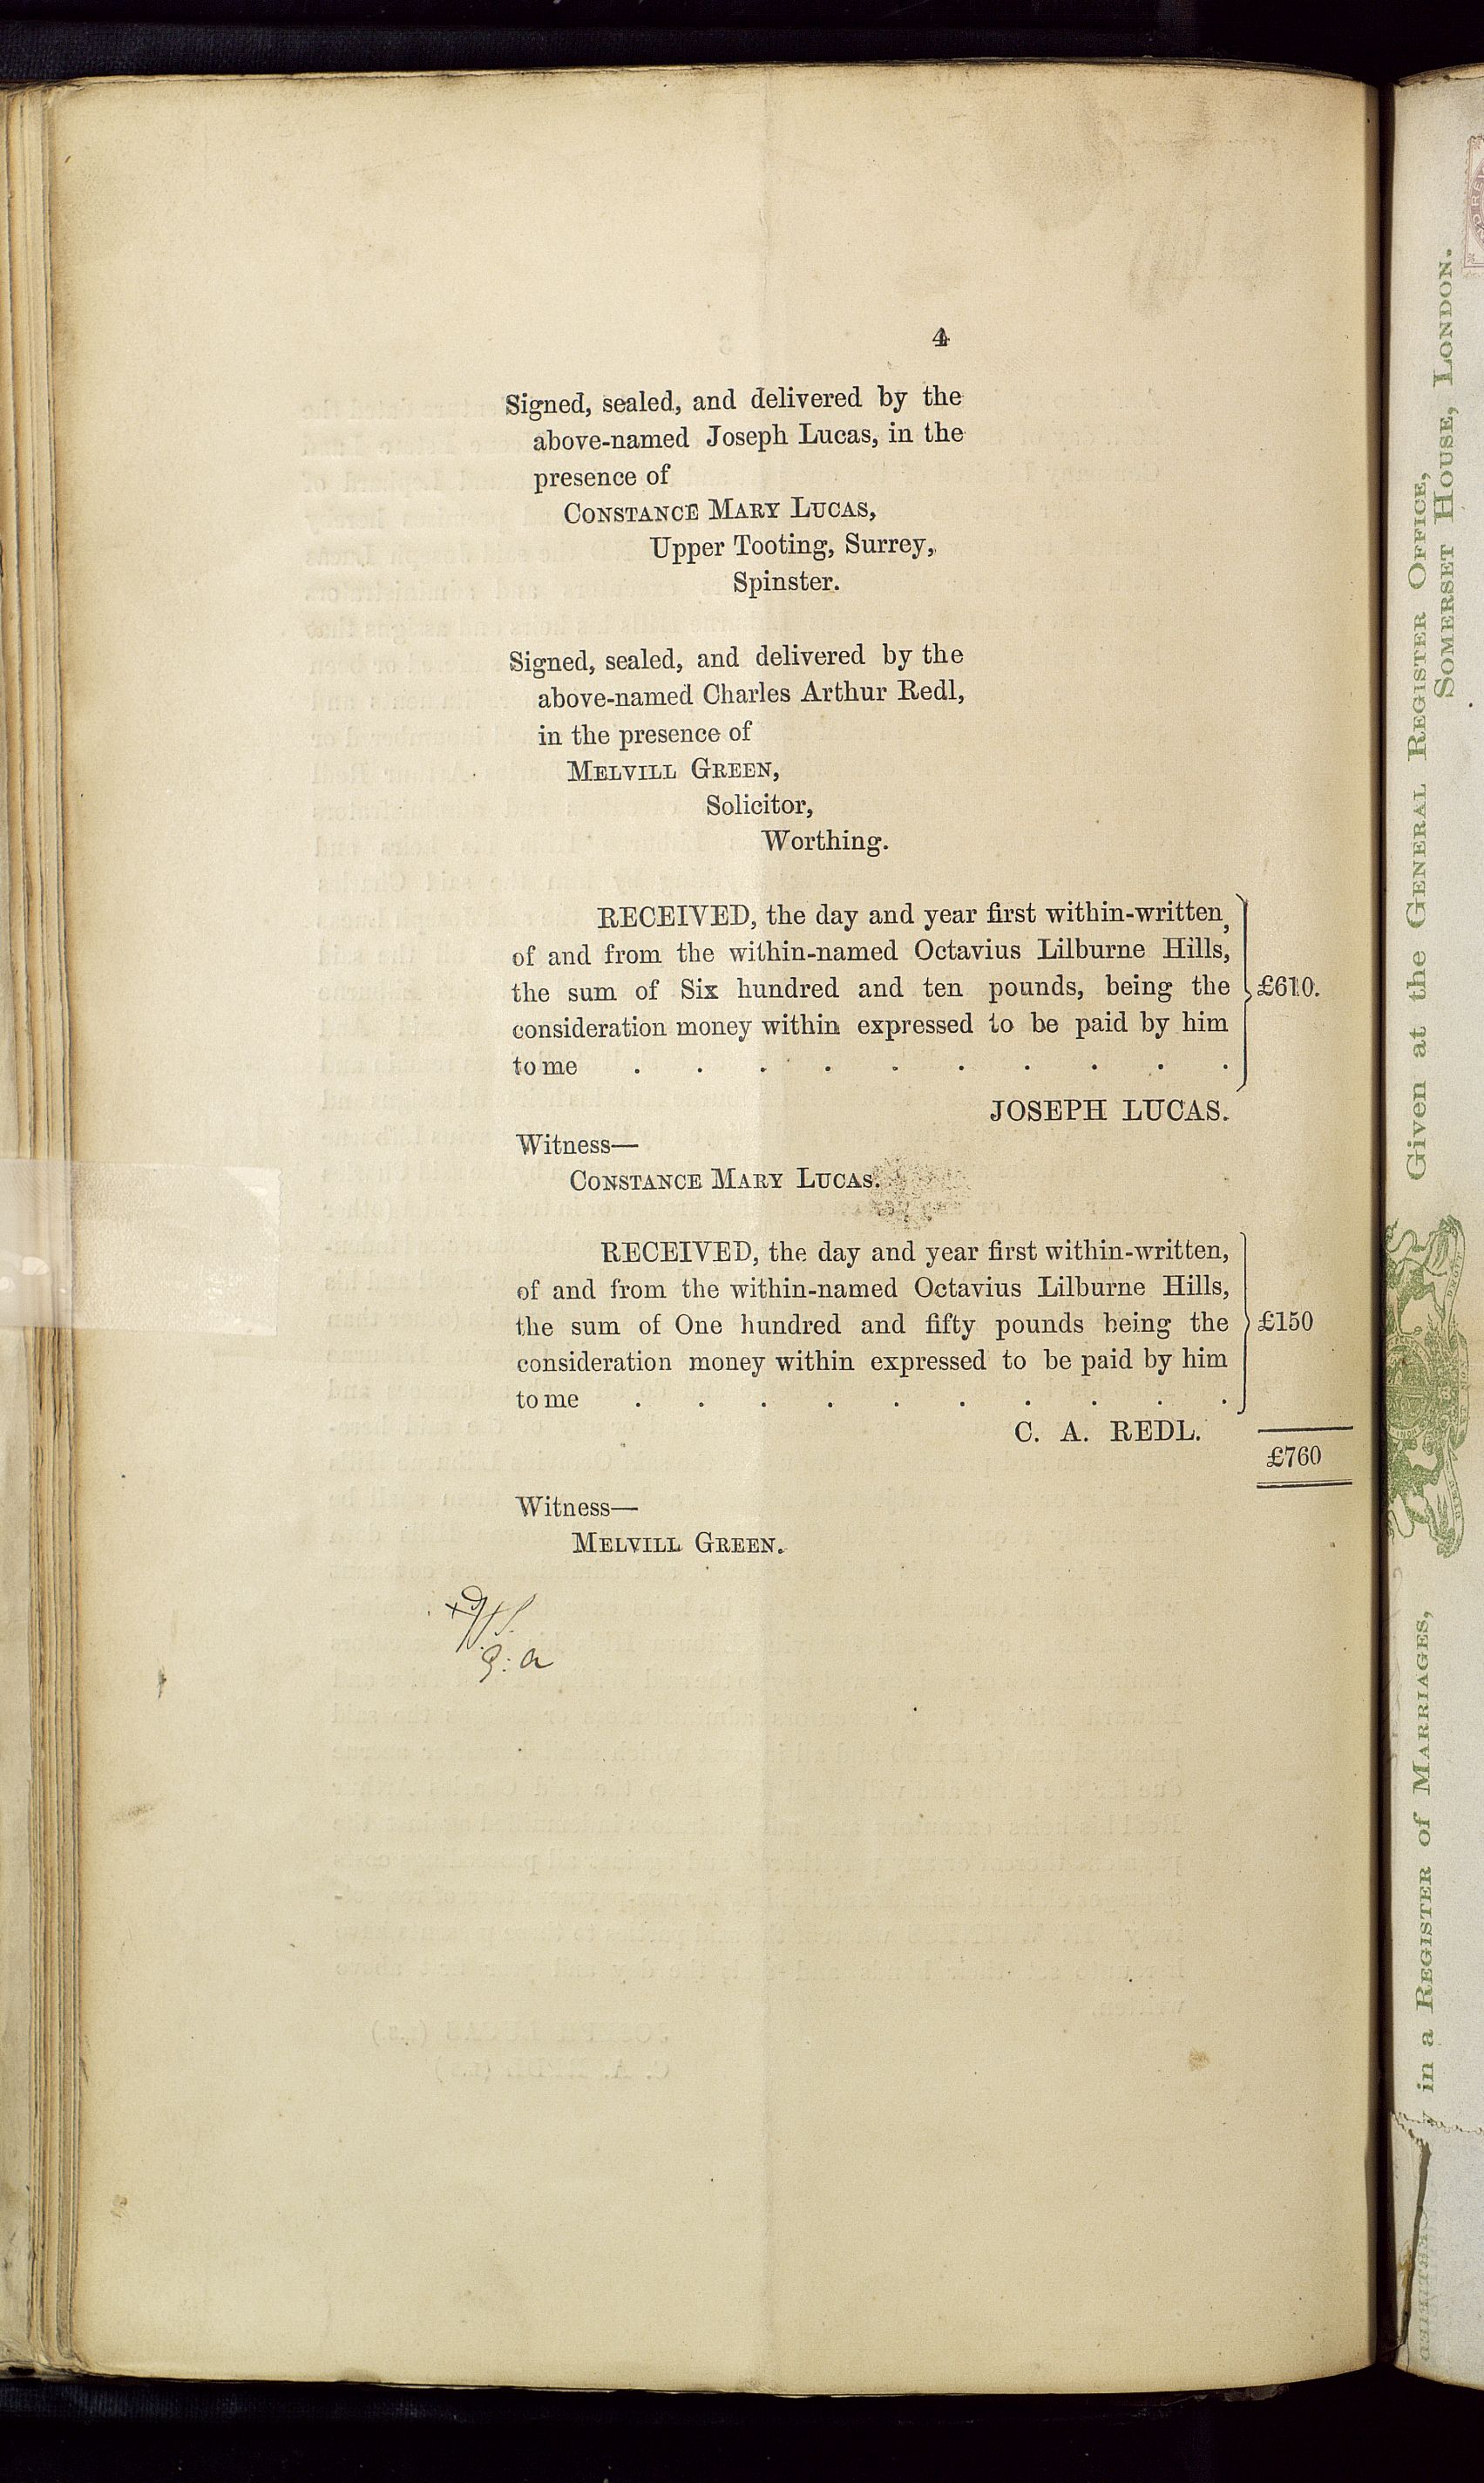 4
Signed, sealed, and delivered by the
above-named Joseph Lucas, in the
presence of
CONSTANCE MARY LUCAS,
Upper Tooting, Surrey,
Spinster.
Signed, sealed, and delivered by the
above-named Charles Arthur Redl,
in the presence of
MELVILL GREEN,
Solicitor,
Worthing.
RECEIVED, the day and year first within-written,
of and from the within-named Octavius Lilburne Hills,
the sum of Six hundred and ten pounds, being the £610.
consideration money within expressed to be paid by him
to me . . . . . . . . . .
JOSEPH LUCAS.
Witness—
CONSTANCE MARY LUCAS.
RECEIVED, the day and year first within-written,
of and from the within-named Octavius Lilburne Hills,
the sum of One hundred and fifty pounds being the £150
consideration money within expressed to be paid by him
to me . . . . . . . . . .
C. A. REDL.
£760
Witness—
MELVILL GREEN.
Given at the GENERAL REGISTER OFFICE,
SOMERSET HOUSE, LONDON.
in a REGISTER of MARRIAGES,